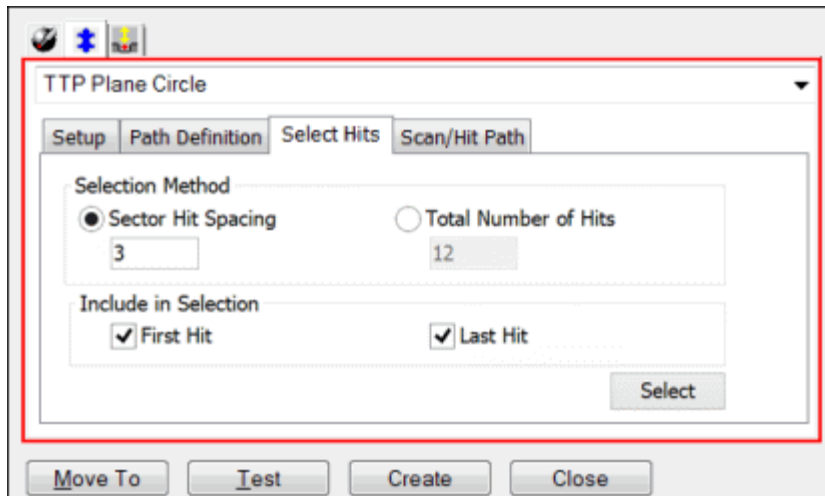 TTP Plane Circle
Setup Path Definition Select Hits Scan/Hit Path
Selection Method
Sector Hit Spacing Total Number of Hits
3 12
Include in Selection
First Hit Last Hit
Select
Move To Test Create Close